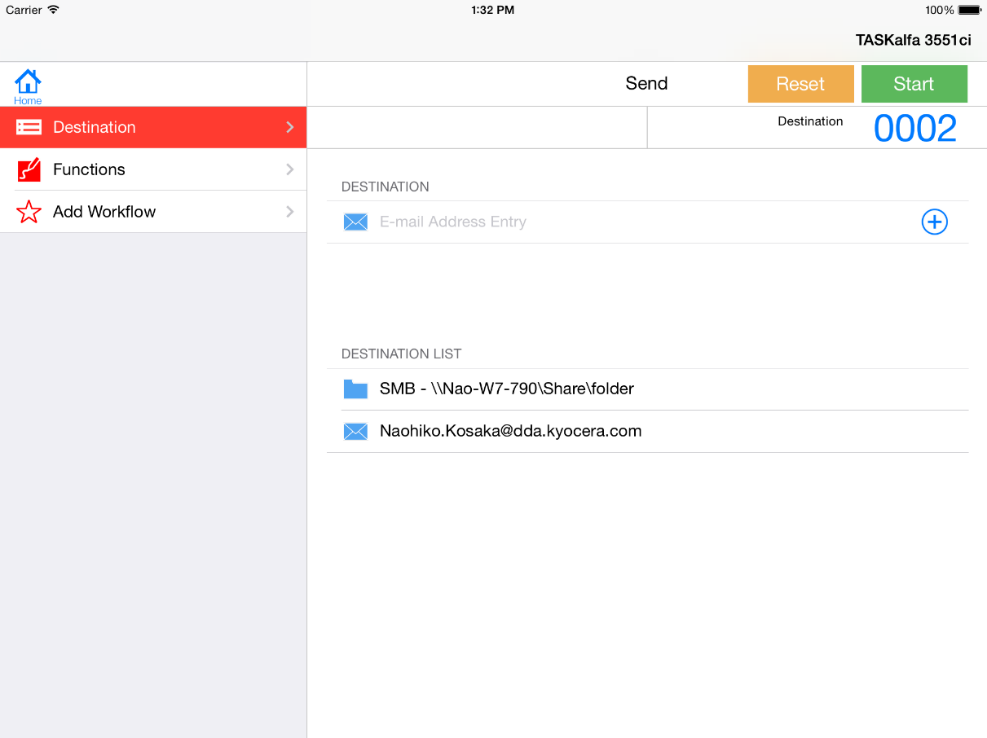 Carrier 1:32 PM 100%
TASKalfa 3551ci
Home
Send Reset Start
Destination
Destination 0002
Functions
Add Workflow
DESTINATION
E-mail Address Entry
DESTINATION LIST
SMB - \\Nao-W7-790\Share\folder
Naohiko.Kosaka@dda.kyocera.com